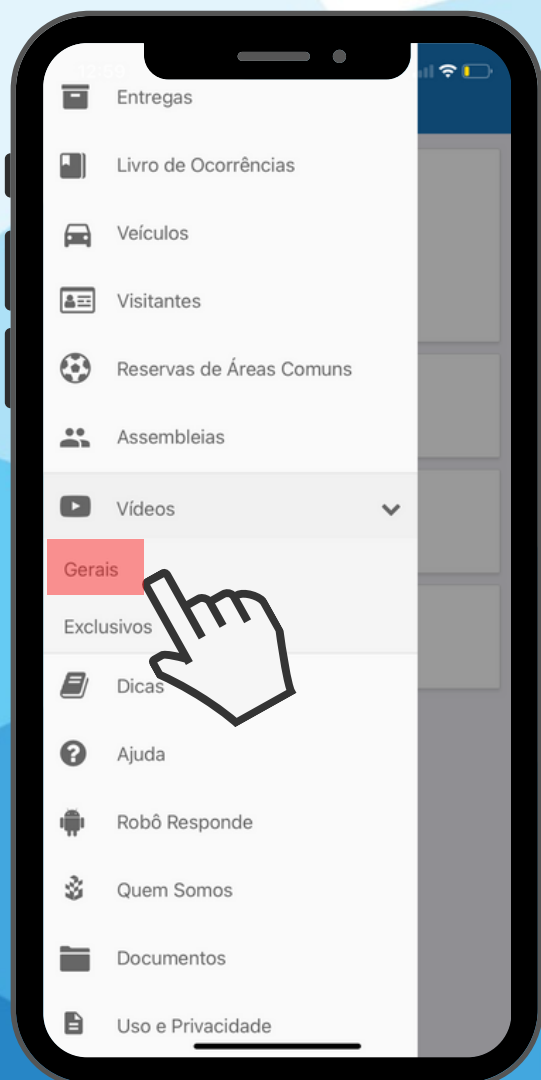 Entregas
Livro de Ocorrências
Veículos
Visitantes
Reservas de Áreas Comuns
Assembleias
Vídeos
Gerais
Exclusivos
Dicas
Ajuda
Robô Responde
Quem Somos
Documentos
Uso e Privacidade